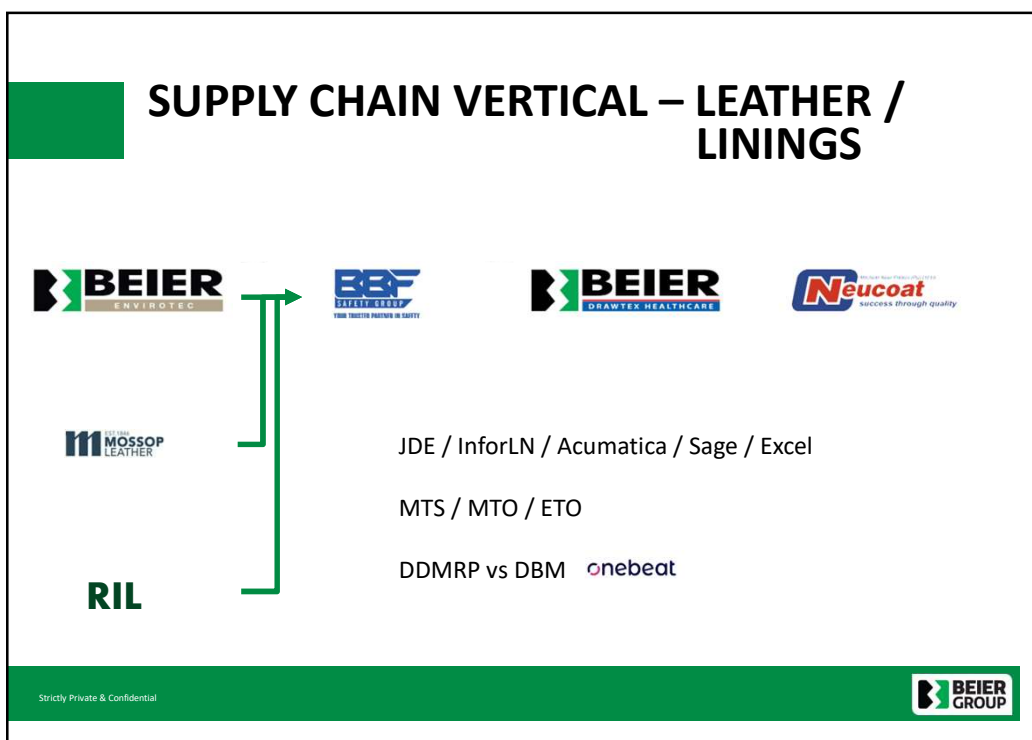 SUPPLY CHAIN VERTICAL – LEATHER /
LININGS
BEIER
ENVIROTEC
BBF
SAFETY GROUP
YOUR TRUSTED PARTNER IN SAFETY
BEIER
DRAWTEX HEALTHCARE
Neucoat
success through quality
EST 1846
m MOSSOP
LEATHER
JDE / InforLN / Acumatica / Sage / Excel
MTS / MTO / ETO
DDMRP vs DBM onebeat
RIL
Strictly Private & Confidential
BEIER
GROUP